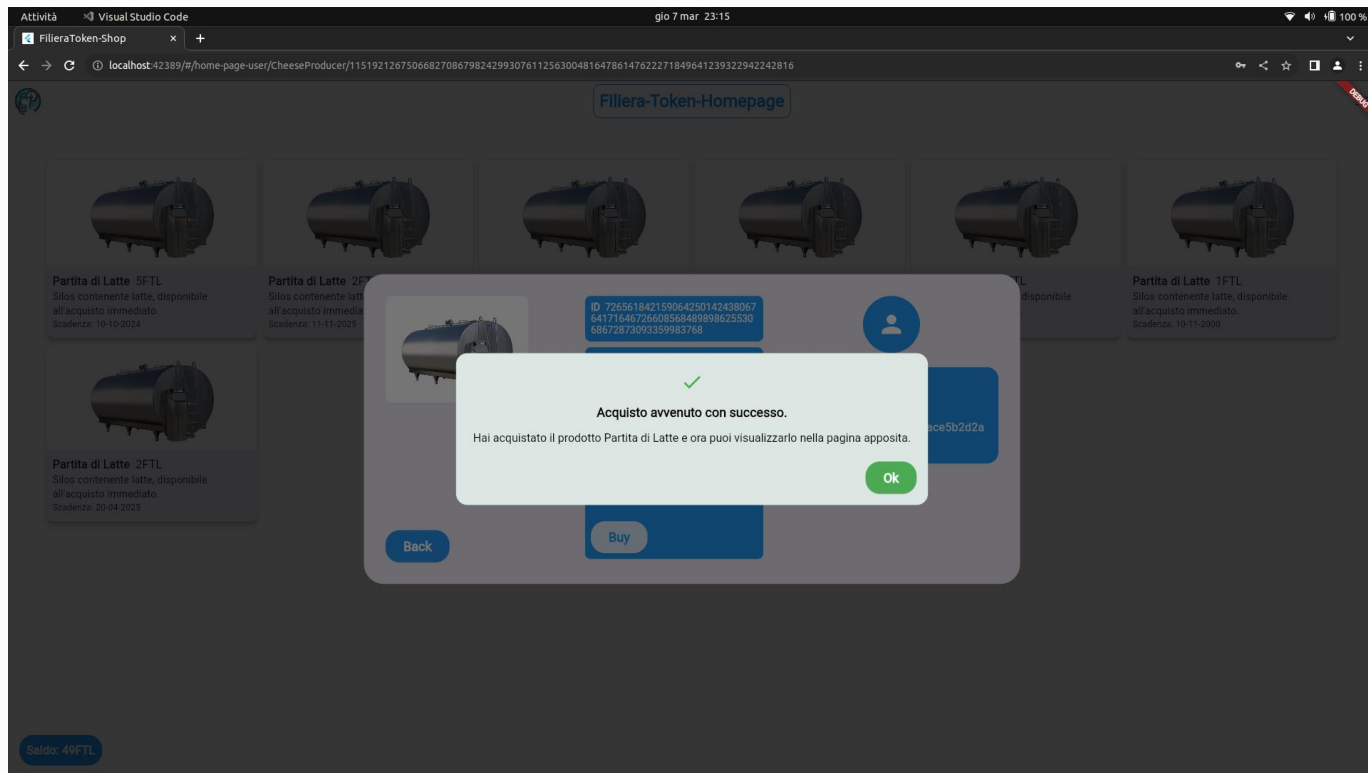 Attività Visual Studio Code gio 7 mar 23:15 100 %
FilieraToken-Shop
localhost:42389/#/home-page-user/CheeseProducer/115192126750668270867982429930761125630048164786147622271849641239322942242816
Filiera-Token-Homepage
DEBUG
Partita di Latte 5FTL
Silos contenente latte, disponibile
all'acquisto immediato.
Scadenza: 10-10-2024
Partita di Latte 2FT
Silos contenente latt
all'acquisto immedia
Scadenza: 11-11-2025
TL
disponibile
Partita di Latte 1FTL
Silos contenente latte, disponibile
all'acquisto immediato.
Scadenza: 10-11-2000
Partita di Latte 2FTL
Silos contenente latte, disponibile
all'acquisto immediato.
Scadenza: 20-04-2025
ID 726561842159064250142438067
64171646726608568489898625530
68672873093359983768
ace5b2d2a
Acquisto avvenuto con successo.
Hai acquistato il prodotto Partita di Latte e ora puoi visualizzarlo nella pagina apposita.
Ok
Back
Buy
Saldo: 49FTL